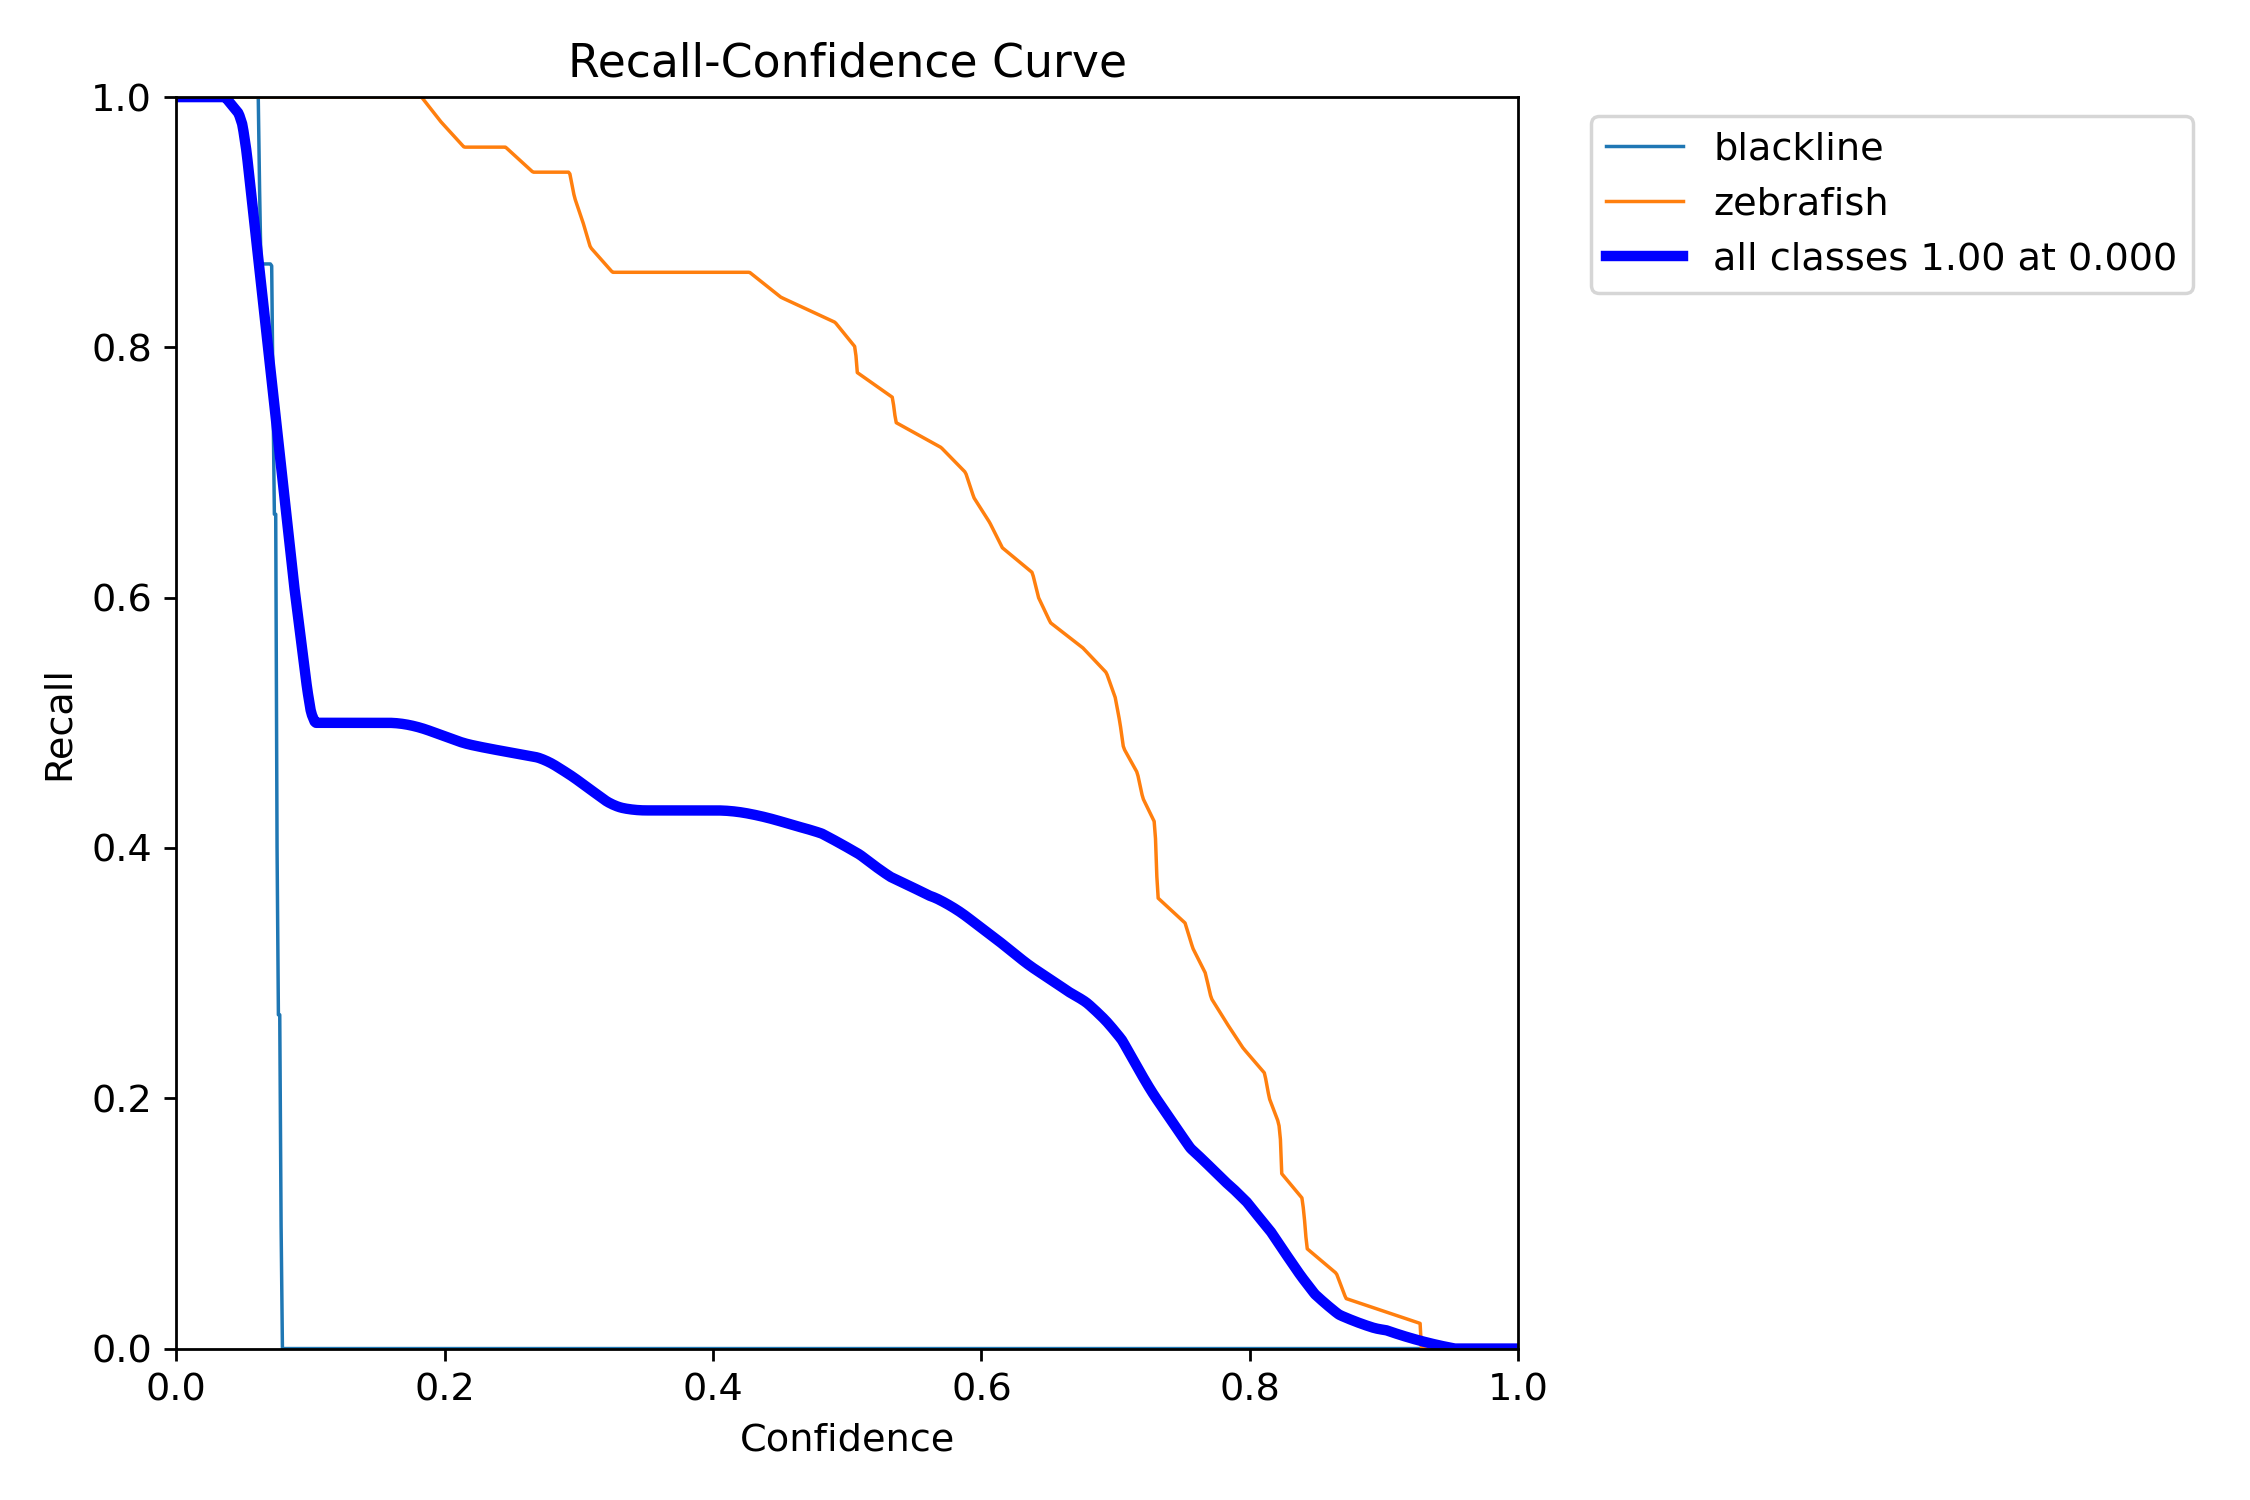 Recall-Confidence Curve
1.0
0.8
0.6
0.4
0.2
0.0
Recall
0.0 0.2 0.4 0.6 0.8 1.0
Confidence
blackline
zebrafish
all classes 1.00 at 0.000